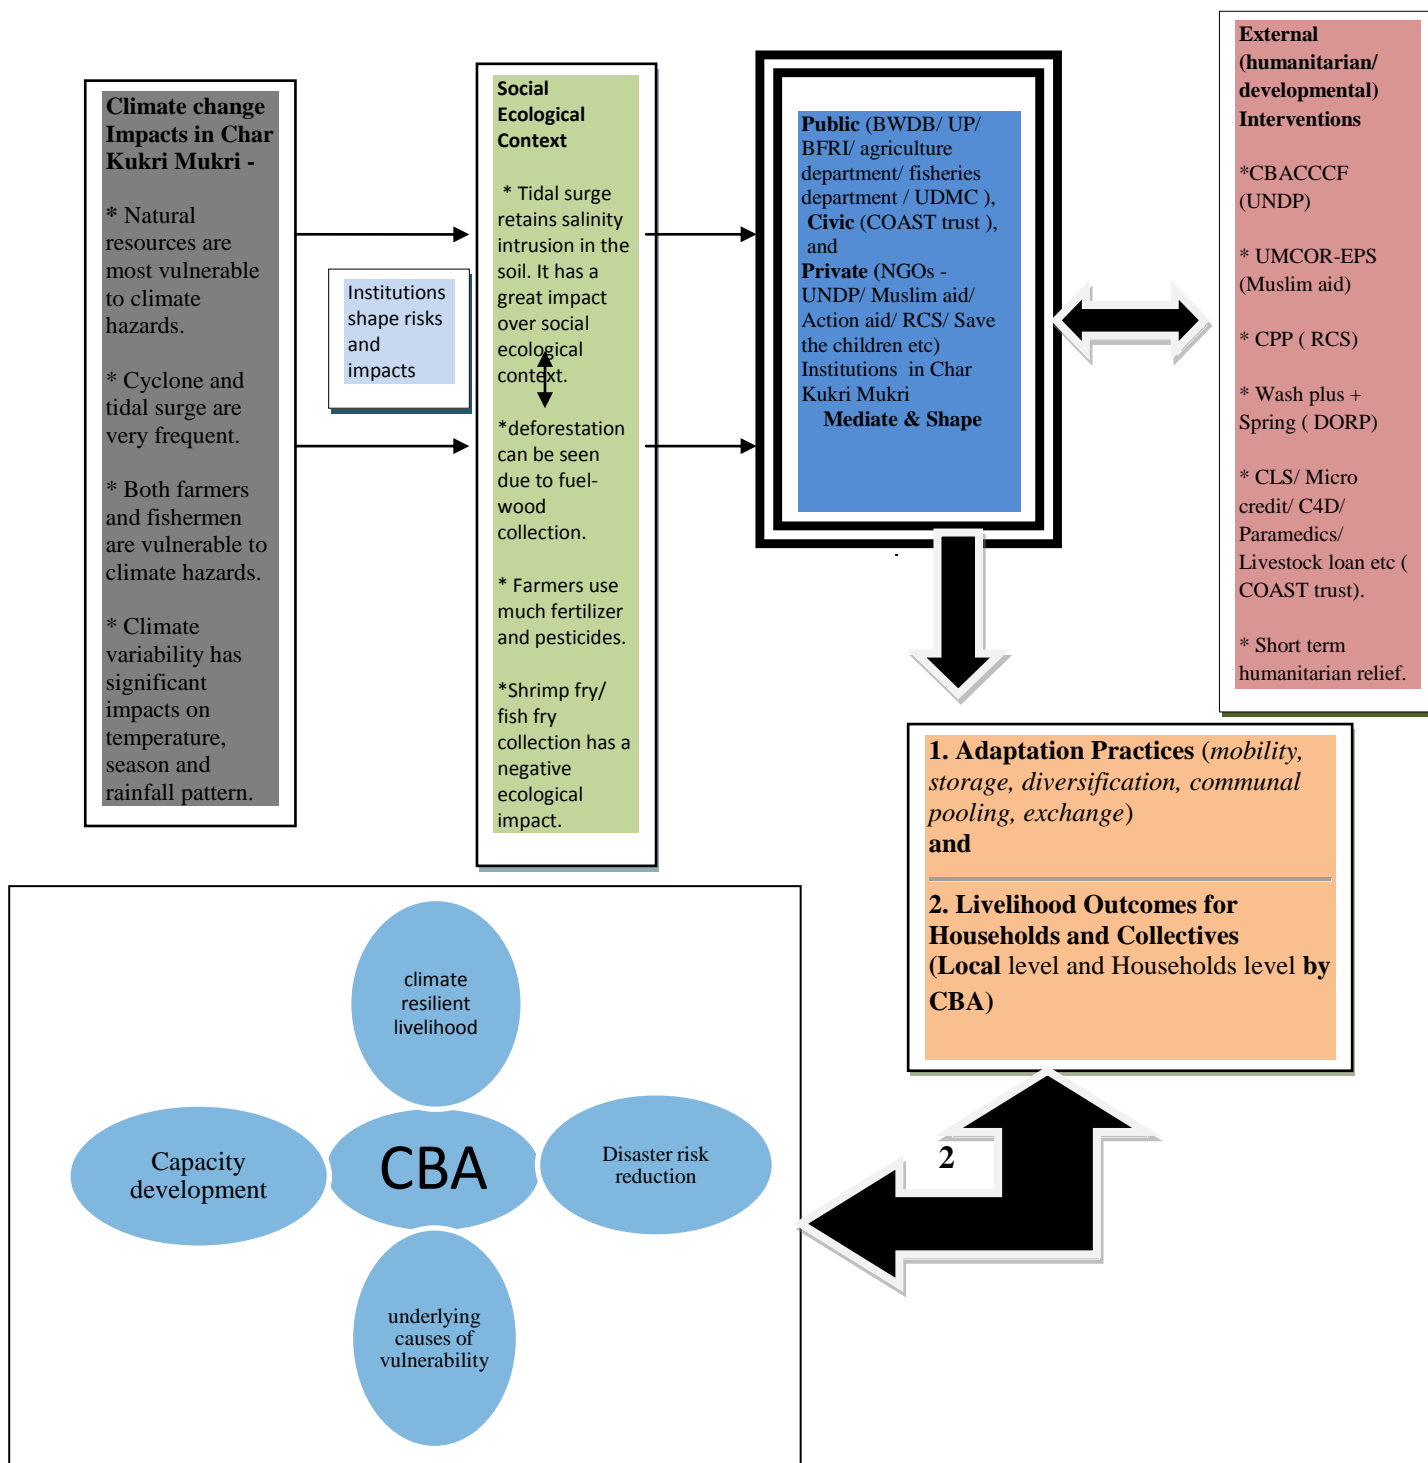 Climate change
Impacts in Char
Kukri Mukri -
* Natural
resources are
most vulnerable
to climate
hazards.
* Cyclone and
tidal surge are
very frequent.
* Both farmers
and fishermen
are vulnerable to
climate hazards.
* Climate
variability has
significant
impacts on
temperature,
season and
rainfall pattern.
Institutions
shape risks
and
impacts
Social
Ecological
Context
* Tidal surge
retains salinity
intrusion in the
soil. It has a
great impact
over social
ecological
context.
*deforestation
can be seen
due to fuel-
wood
collection.
* Farmers use
much fertilizer
and pesticides.
*Shrimp fry/
fish fry
collection has a
negative
ecological
impact.
Public (BWDB/ UP/
BFRI/ agriculture
department/ fisheries
department / UDMC ),
Civic (COAST trust ),
and
Private (NGOs -
UNDP/ Muslim aid/
Action aid/ RCS/ Save
the children etc)
Institutions in Char
Kukri Mukri
Mediate & Shape
External
(humanitarian/
developmental)
Interventions
*CBACCCF
(UNDP)
* UMCOR-EPS
(Muslim aid)
* CPP ( RCS)
* Wash plus +
Spring ( DORP)
* CLS/ Micro
credit/ C4D/
Paramedics/
Livestock loan etc (
COAST trust).
* Short term
humanitarian relief.
1. Adaptation Practices (mobility,
storage, diversification, communal
pooling, exchange)
and
2. Livelihood Outcomes for
Households and Collectives
(Local level and Households level by
CBA)
2
climate
resilient
livelihood
Capacity
development
CBA
Disaster risk
reduction
underlying
causes of
vulnerability